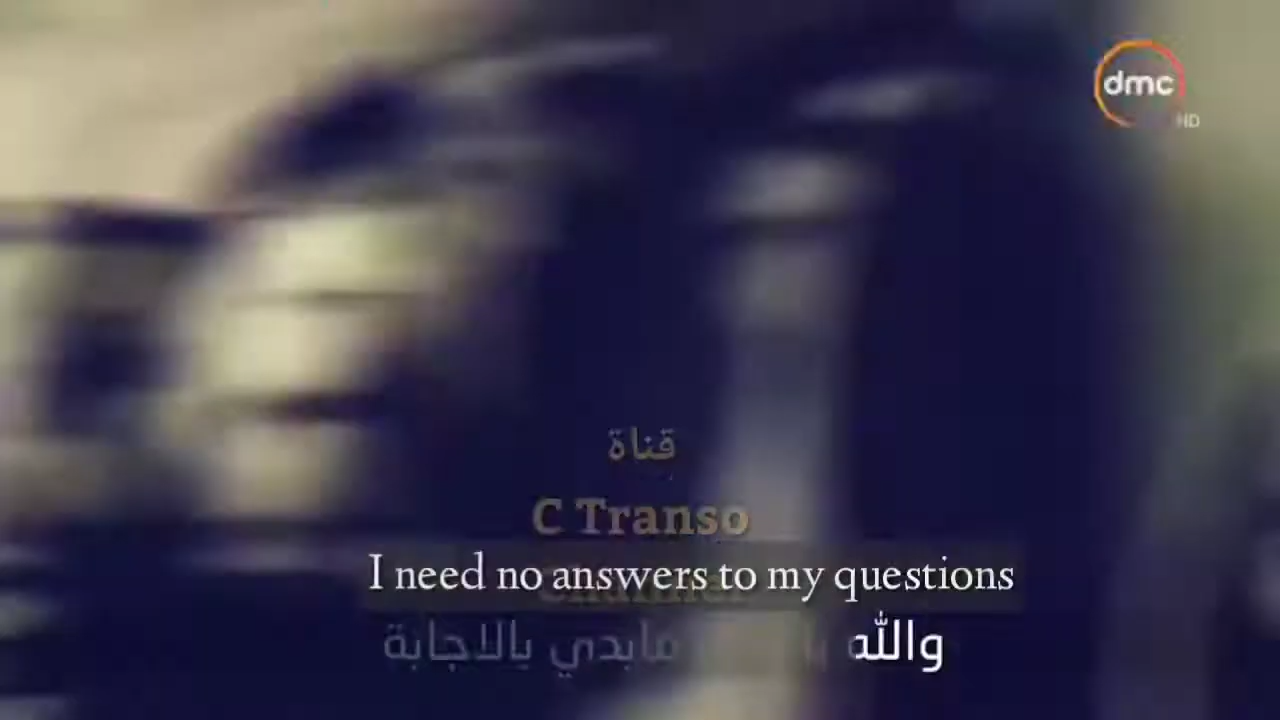 dmc
HD
قناة
C Transo
I need no answers to my questions
والله مابدي بالاجابة